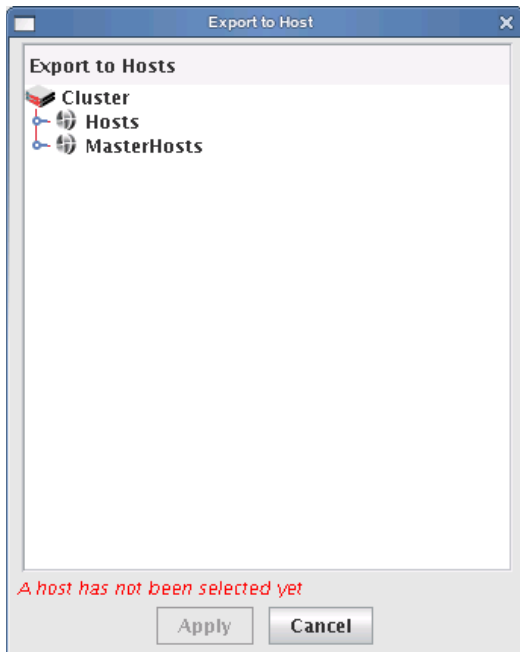 Export to Host
Export to Hosts
Cluster
Hosts
MasterHosts
A host has not been selected yet
Apply
Cancel